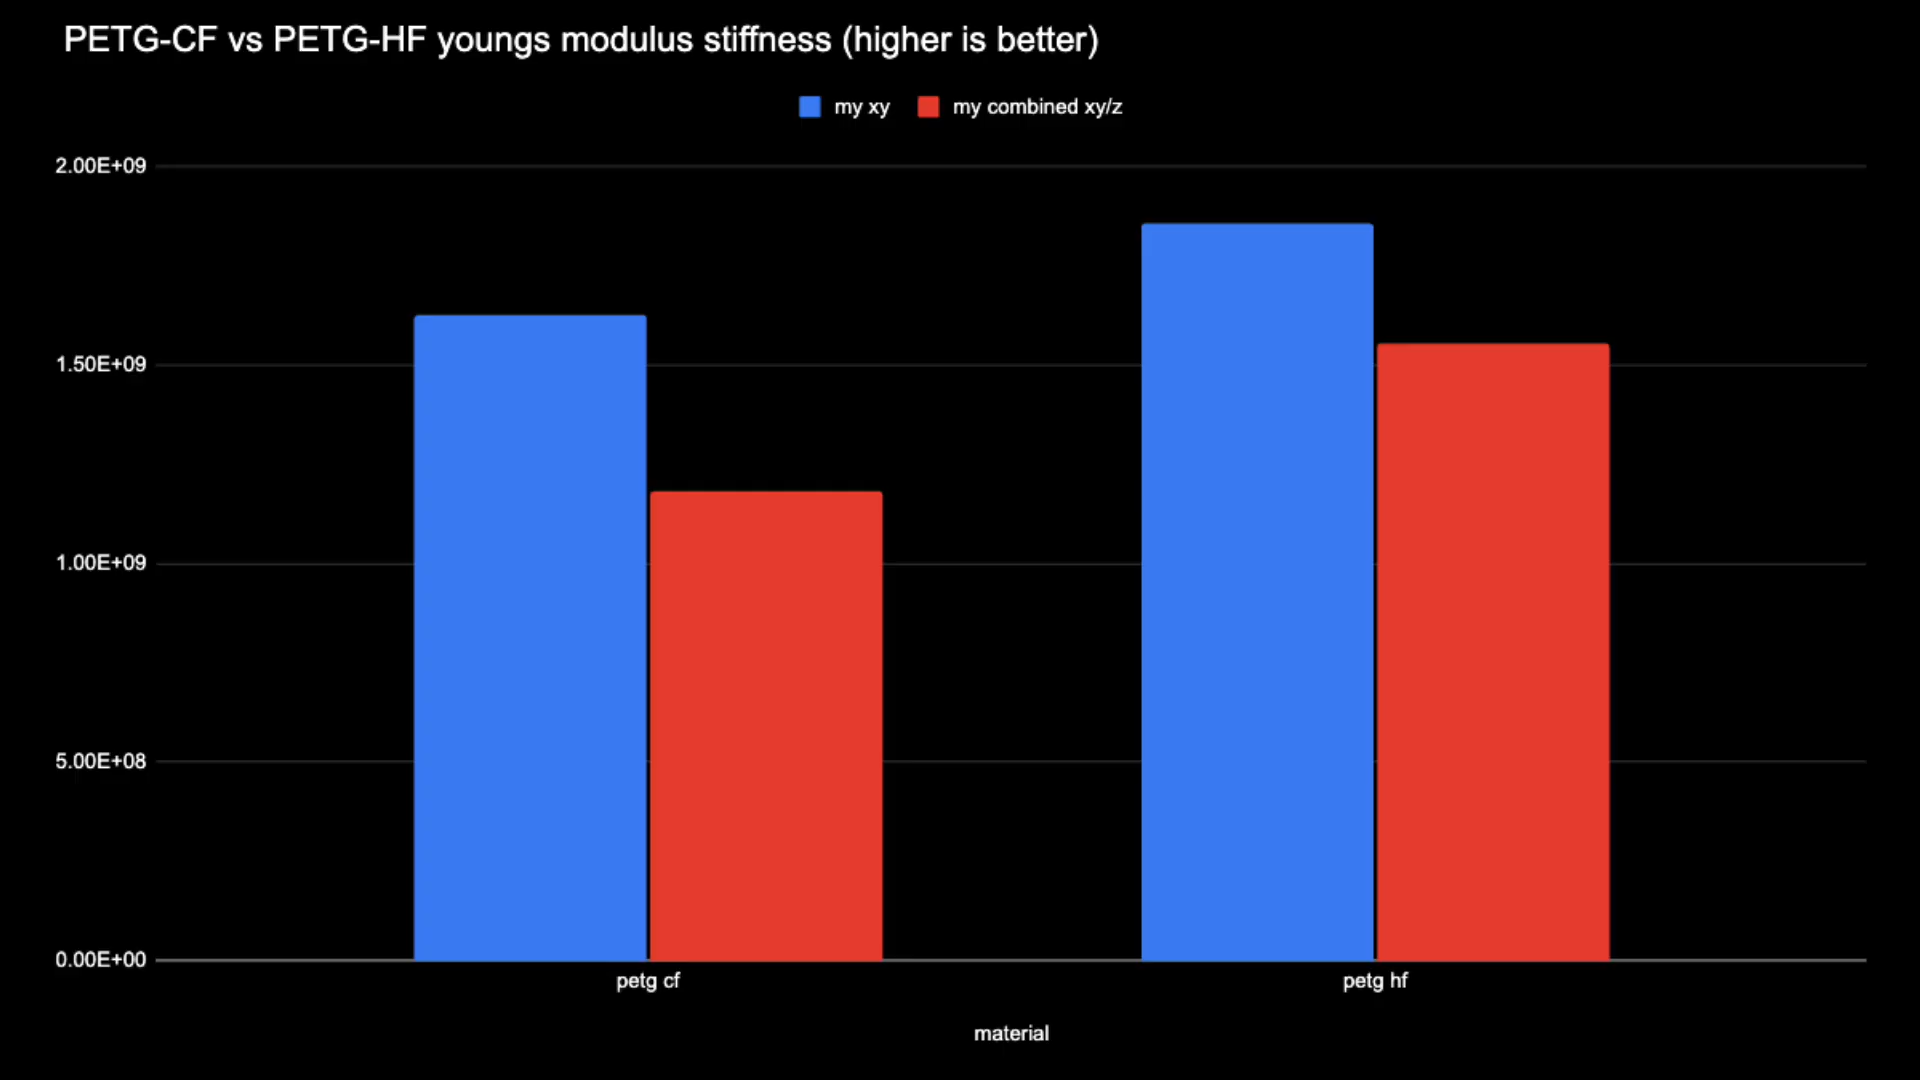 PETG-CF vs PETG-HF youngs modulus stiffness (higher is better)
my xy
my combined xy/z
2.00E+09
1.50E+09
1.00E+09
5.00E+08
0.00E+00
petg cf
petg hf
material